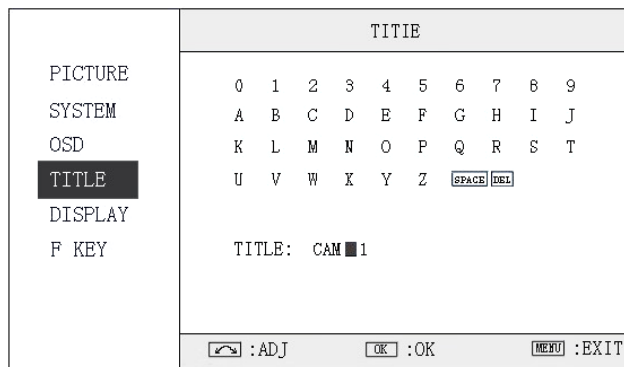 TITIE
PICTURE
SYSTEM
OSD
TITLE
DISPLAY
F KEY
0 1 2 3 4 5 6 7 8 9
A B C D E F G H I J
K L M N O P Q R S T
U V W X Y Z SPACE DEL
TITLE: CAM■1
:ADJ OK :OK MENU :EXIT